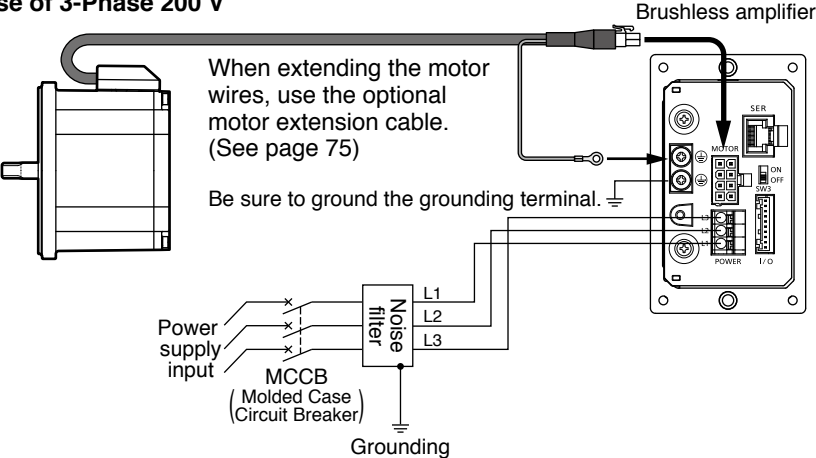 se of 3-Phase 200 V
Brushless amplifier
When extending the motor
wires, use the optional
motor extension cable.
(See page 75)
Be sure to ground the grounding terminal.
SER
MOTOR
ON
OFF
SW3
L3
L2
L1
POWER
I/O
L1
L2
L3
Noise
filter
Power
supply
input
MCCB
(Molded Case
Circuit Breaker)
Grounding